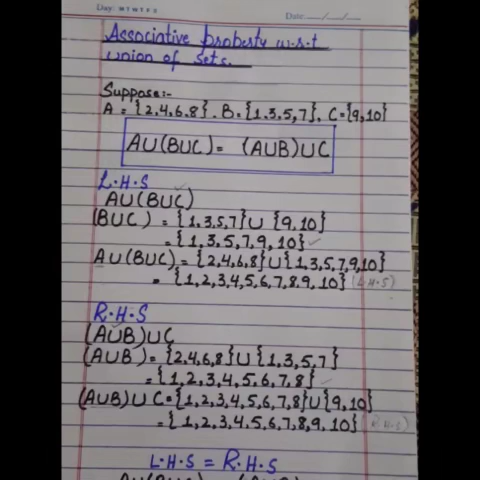 Day: M T W T F S
Date:__/__/__
Associative property w.r.t
union of sets.
Suppose:-
A = {2,4,6,8}. B = {1,3,5,7}, C = {9,10}
AU(BUC) = (AUB)UC
L.H.S
AU(BUC)
(BUC) = {1,3,5,7}U {9,10}
= {1,3,5,7,9,10}
AU(BUC) = {2,4,6,8}U{1,3,5,7,9,10}
= {1,2,3,4,5,6,7,8,9,10} (L.H.S)
R.H.S
(AUB)UC
(AUB) = {2,4,6,8}U{1,3,5,7}
= {1,2,3,4,5,6,7,8}
(AUB)UC = {1,2,3,4,5,6,7,8}U{9,10}
= {1,2,3,4,5,6,7,8,9,10} (R.H.S)
L.H.S = R.H.S